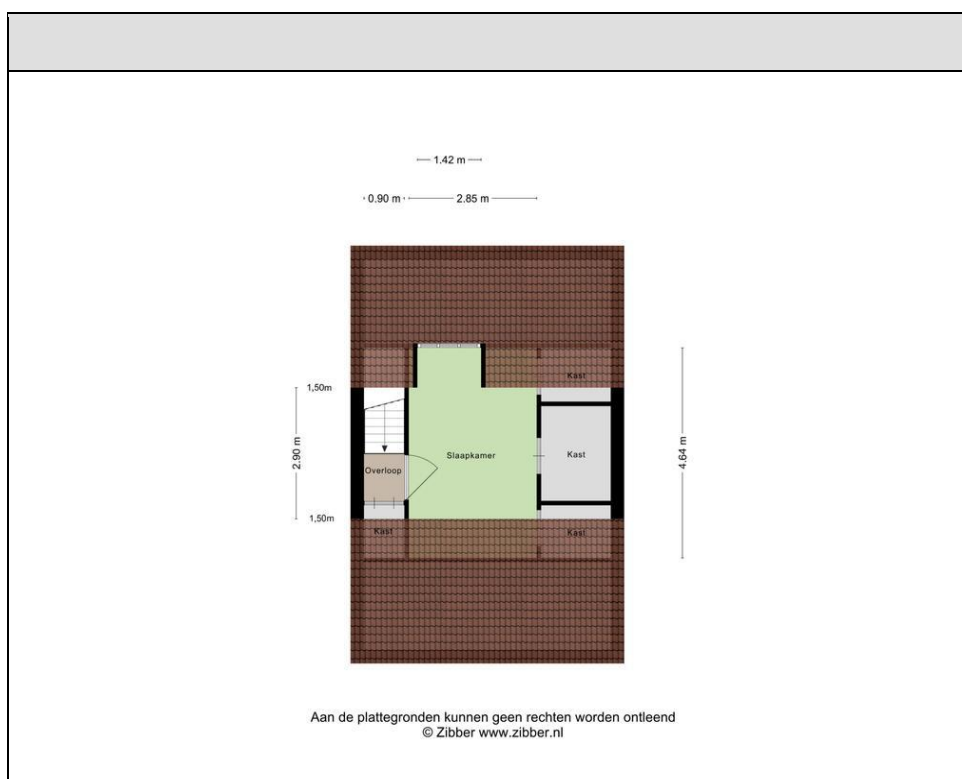 1.42 m
0.90 m 2.85 m
Kast
1,50m
2.90 m
4.64 m
Slaapkamer
Kast
Overloop
1,50m
Kast
Kast
Aan de plattegronden kunnen geen rechten worden ontleend
© Zibber www.zibber.nl